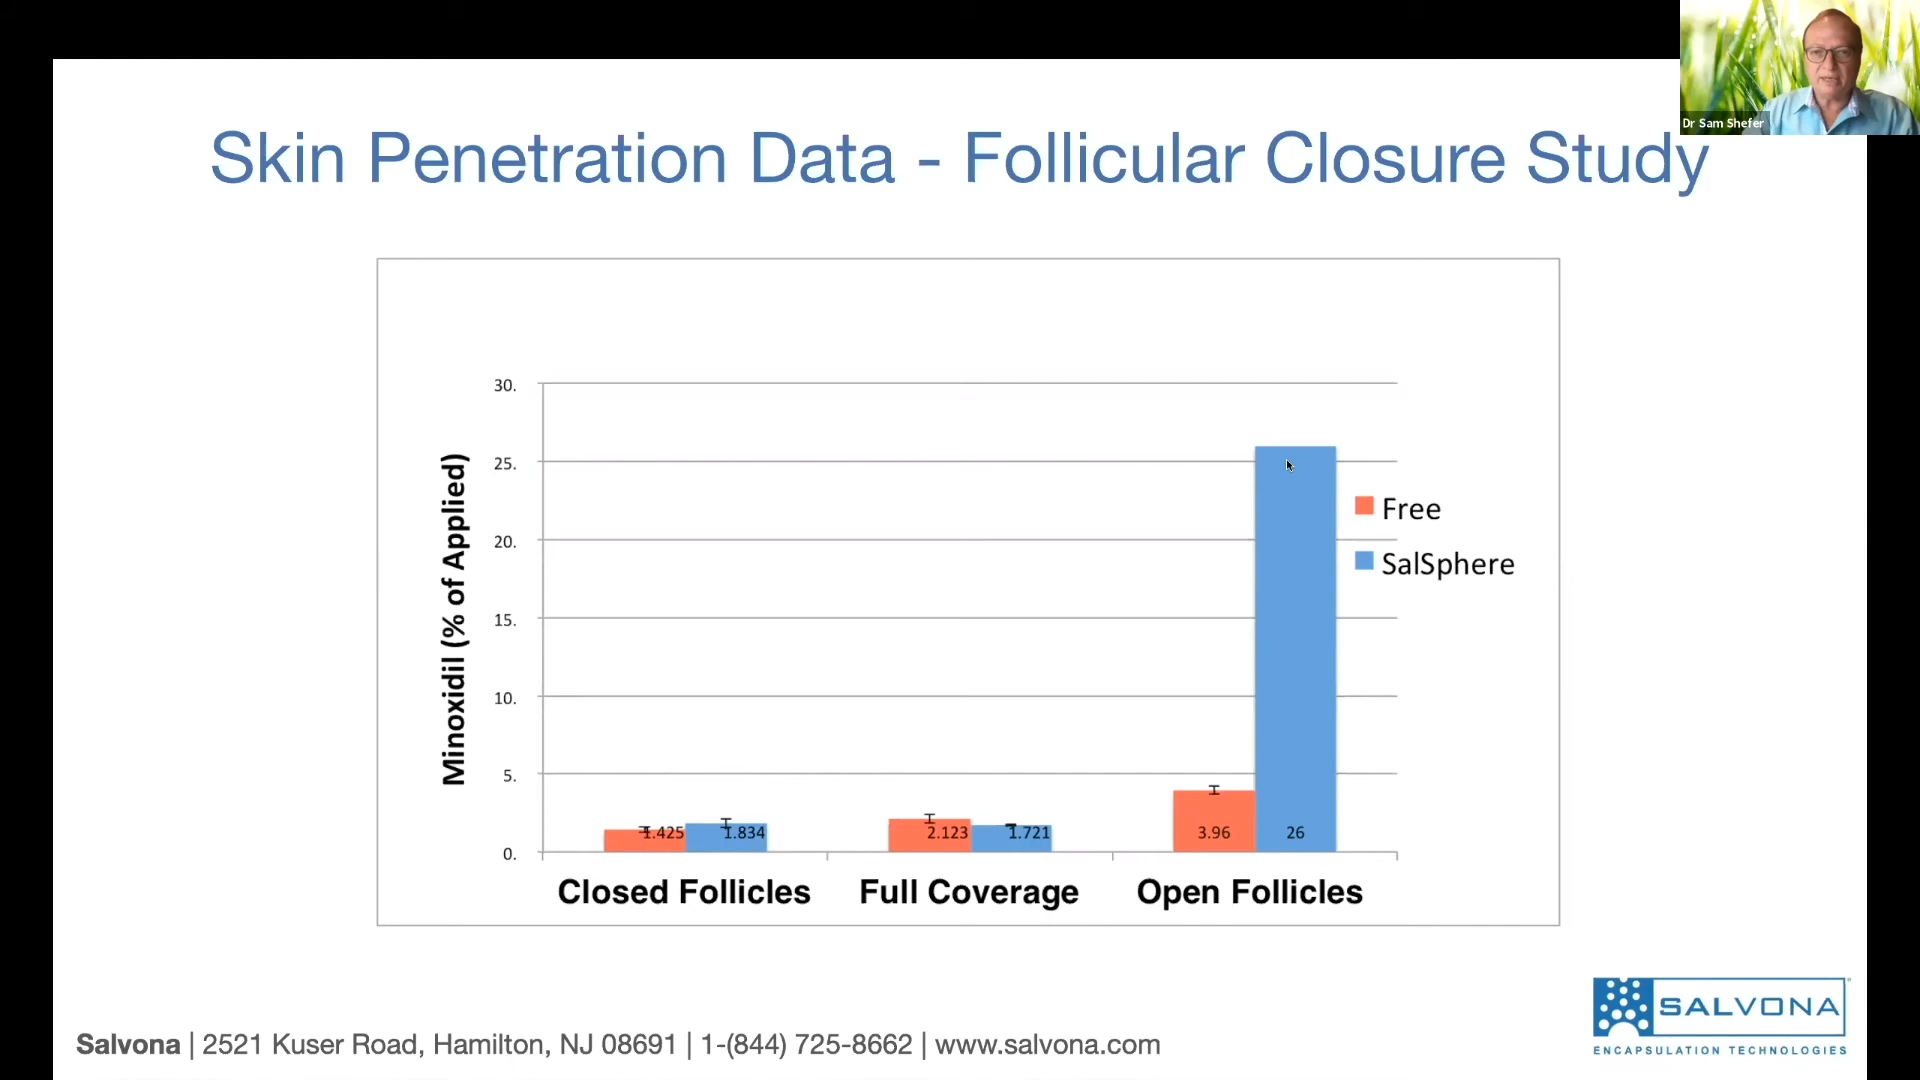 Dr Sam Shefer
Skin Penetration Data - Follicular Closure Study
Minoxidil (% of Applied)
30.
25.
20.
15.
10.
5.
0.
Free
SalSphere
1.425
1.834
2.123
1.721
3.96
26
Closed Follicles
Full Coverage
Open Follicles
SALVONA
ENCAPSULATION TECHNOLOGIES
Salvona | 2521 Kuser Road, Hamilton, NJ 08691 | 1-(844) 725-8662 | www.salvona.com